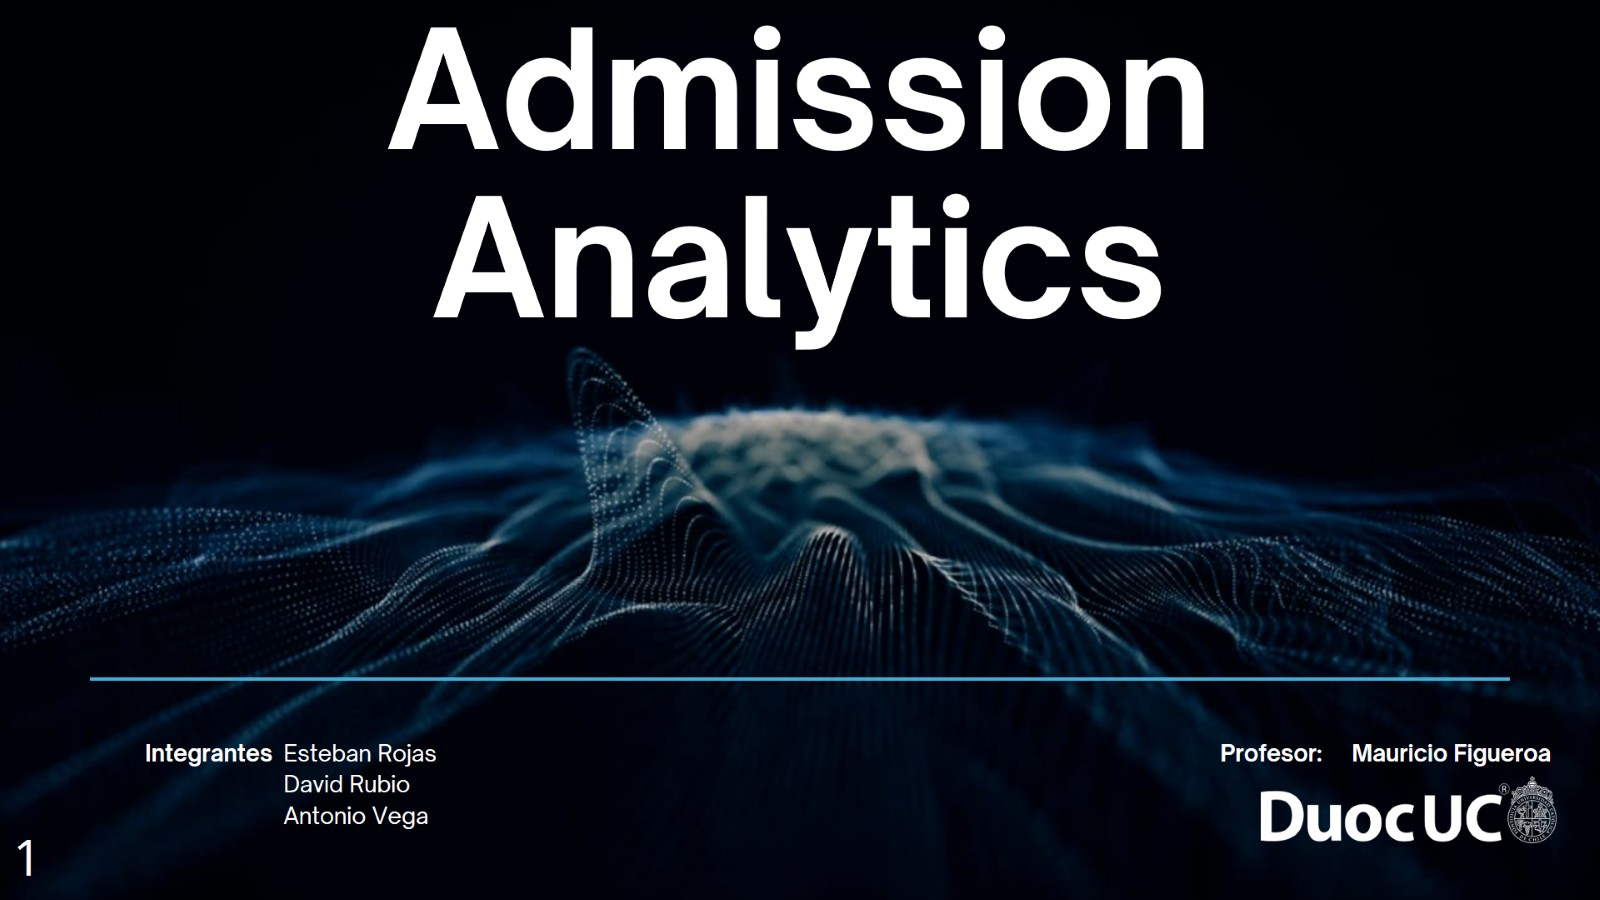 Admission
Analytics
Integrantes Esteban Rojas
David Rubio
Antonio Vega
Profesor: Mauricio Figueroa
DuocUC®
1